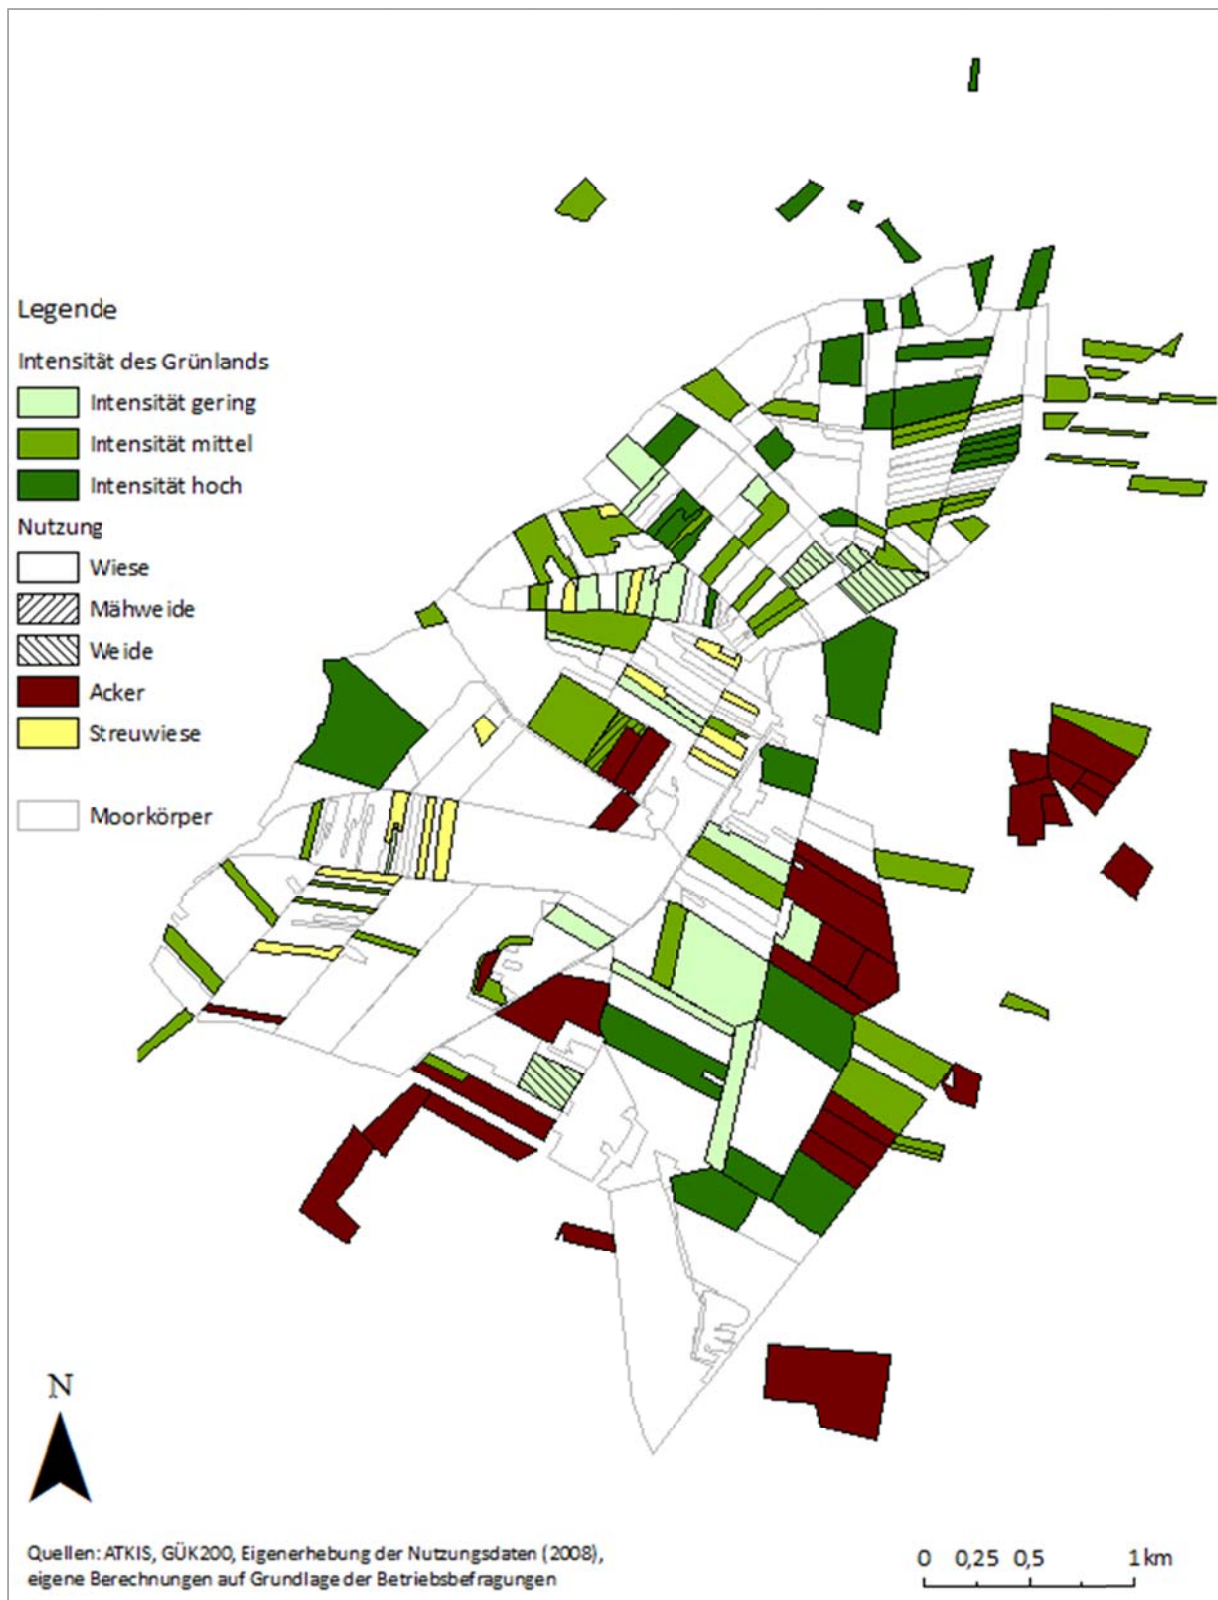 Legende
Intensität des Grünlands
Intensität gering
Intensität mittel
Intensität hoch
Nutzung
Wiese
Mähweide
Weide
Acker
Streuwiese
Moorkörper
N
Quellen: ATKIS, GÜK200, Eigenerhebung der Nutzungsdaten (2008),
eigene Berechnungen auf Grundlage der Betriebsbefragungen
0 0,25 0,5 1 km